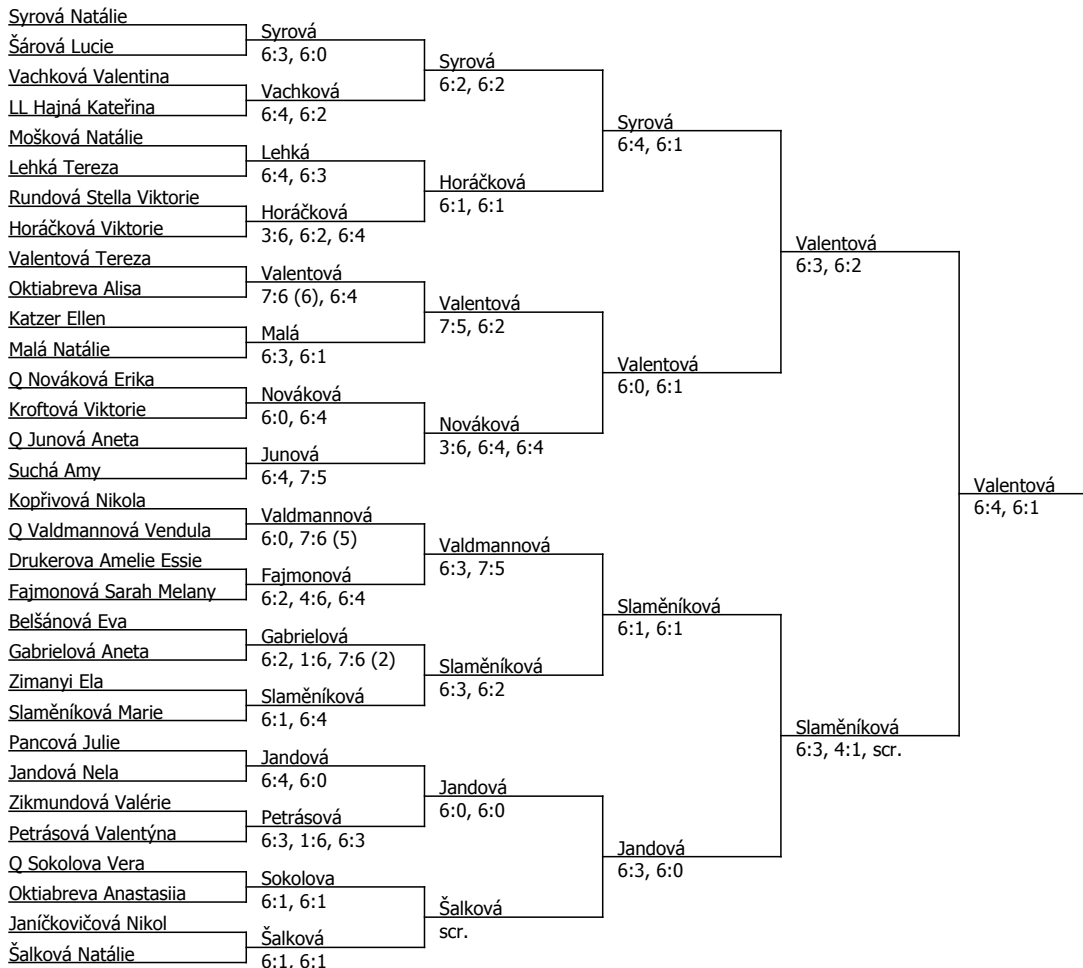 Syrová Natálie
Šárová Lucie
Vachková Valentina
LL Hajná Kateřina
Mošková Natálie
Lehká Tereza
Rundová Stella Viktorie
Horáčková Viktorie
Valentová Tereza
Oktiabreva Alisa
Katzer Ellen
Malá Natálie
Q Nováková Erika
Kroftová Viktorie
Q Junová Aneta
Suchá Amy
Kopřivová Nikola
Q Valdmannová Vendula
Drukerova Amelie Essie
Fajmonová Sarah Melany
Belšánová Eva
Gabrielová Aneta
Zimanyi Ela
Slaměníková Marie
Pancová Julie
Jandová Nela
Zikmundová Valérie
Petrásová Valentýna
Q Sokolova Vera
Oktiabreva Anastasiia
Janíčkovičová Nikol
Šalková Natálie
Syrová
6:3, 6:0
Vachková
6:4, 6:2
Lehká
6:4, 6:3
Horáčková
3:6, 6:2, 6:4
Valentová
7:6 (6), 6:4
Malá
6:3, 6:1
Nováková
6:0, 6:4
Junová
6:4, 7:5
Valdmannová
6:0, 7:6 (5)
Fajmonová
6:2, 4:6, 6:4
Gabrielová
6:2, 1:6, 7:6 (2)
Slaměníková
6:1, 6:4
Jandová
6:4, 6:0
Petrásová
6:3, 1:6, 6:3
Sokolova
6:1, 6:1
Šalková
6:1, 6:1
Syrová
6:2, 6:2
Horáčková
6:1, 6:1
Valentová
7:5, 6:2
Nováková
3:6, 6:4, 6:4
Valdmannová
6:3, 7:5
Slaměníková
6:3, 6:2
Jandová
6:0, 6:0
Šalková
scr.
Syrová
6:4, 6:1
Valentová
6:0, 6:1
Slaměníková
6:1, 6:1
Jandová
6:3, 6:0
Valentová
6:3, 6:2
Slaměníková
6:3, 4:1, scr.
Valentová
6:4, 6:1